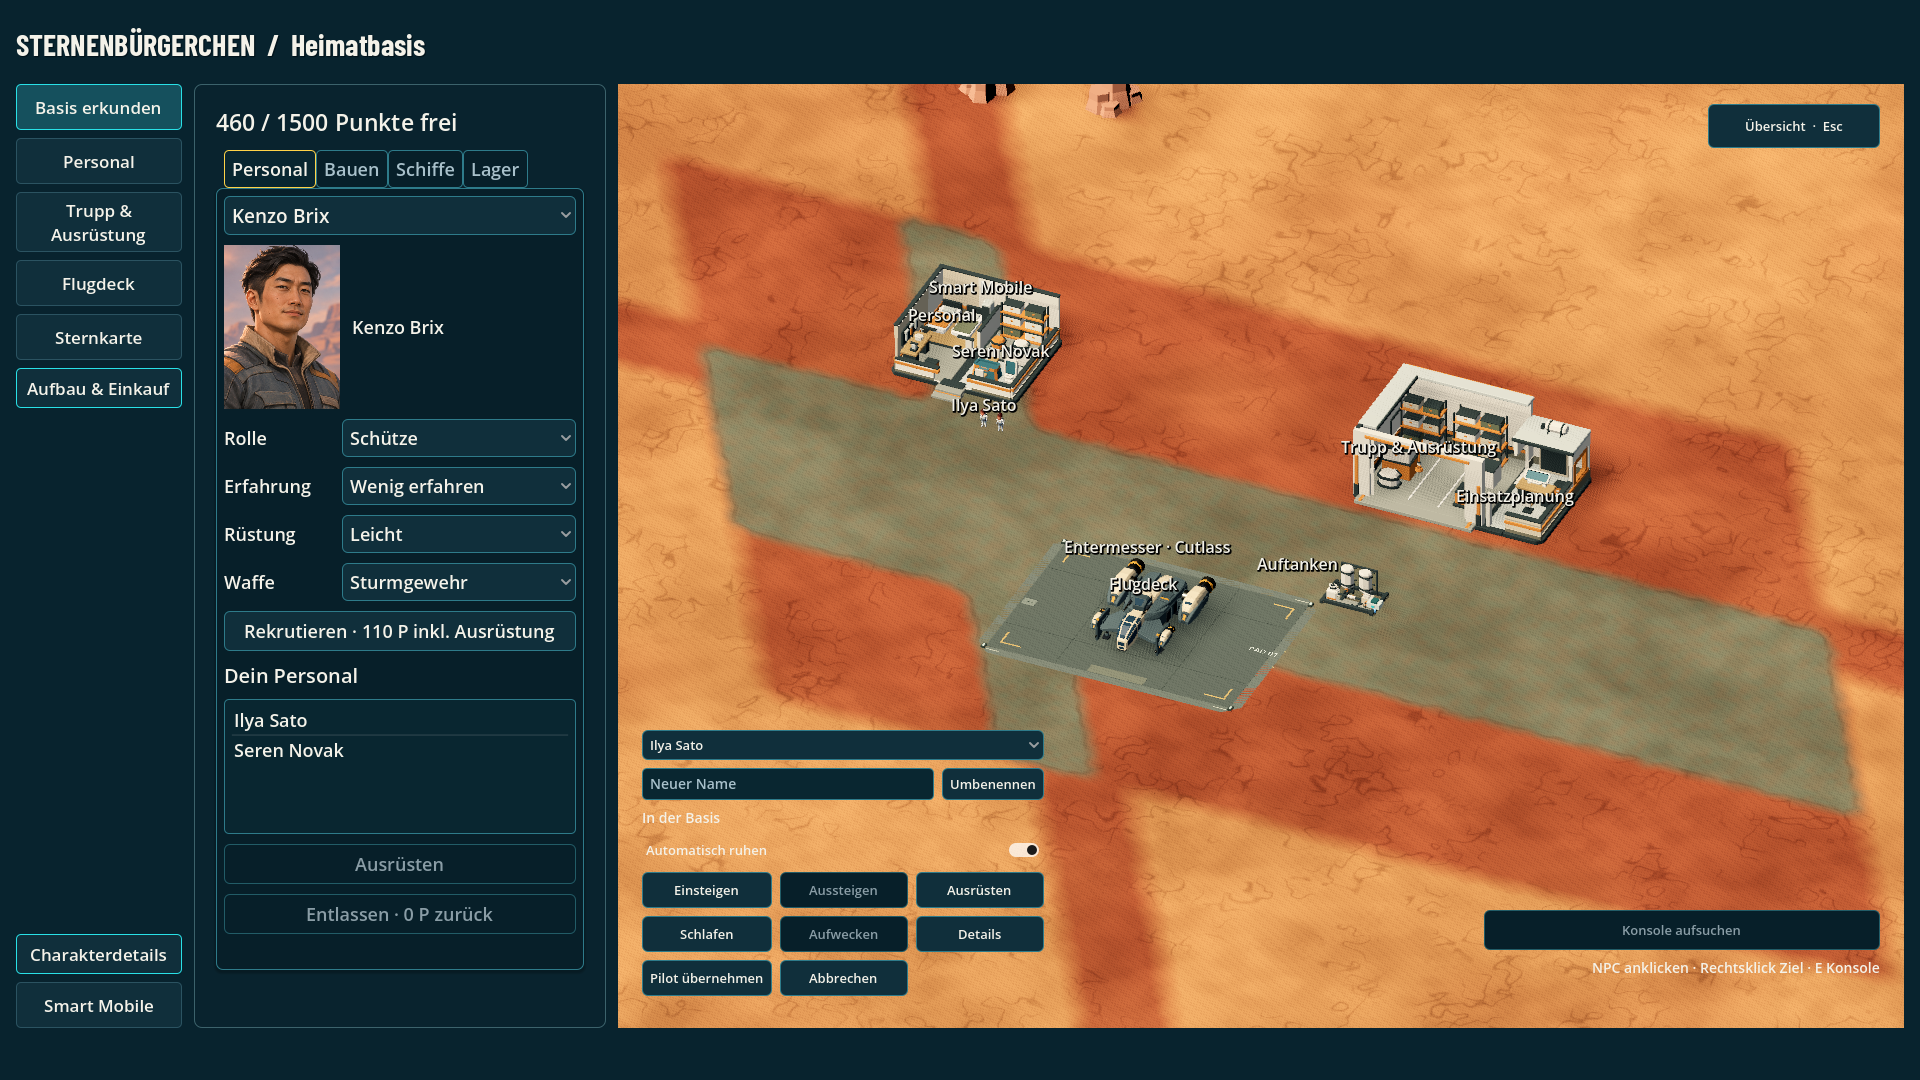 STERNENBÜRGERCHEN / Heimatbasis
Basis erkunden
Personal
Trupp &
Ausrüstung
Flugdeck
Sternkarte
Aufbau & Einkauf
Charakterdetails
Smart Mobile
460 / 1500 Punkte frei
Personal
Bauen
Schiffe
Lager
Kenzo Brix
Kenzo Brix
Rolle
Schütze
Erfahrung
Wenig erfahren
Rüstung
Leicht
Waffe
Sturmgewehr
Rekrutieren · 110 P inkl. Ausrüstung
Dein Personal
Ilya Sato
Seren Novak
Ausrüsten
Entlassen · 0 P zurück
Übersicht · Esc
Smart Mobile
Personal
Seren Novak
Ilya Sato
Trupp & Ausrüstung
Einsatzplanung
Entermesser · Cutlass
Auftanken
Flugdeck
PAD 07
Ilya Sato
Neuer Name
Umbenennen
In der Basis
Automatisch ruhen
Einsteigen
Aussteigen
Ausrüsten
Schlafen
Aufwecken
Details
Pilot übernehmen
Abbrechen
Konsole aufsuchen
NPC anklicken · Rechtsklick Ziel · E Konsole